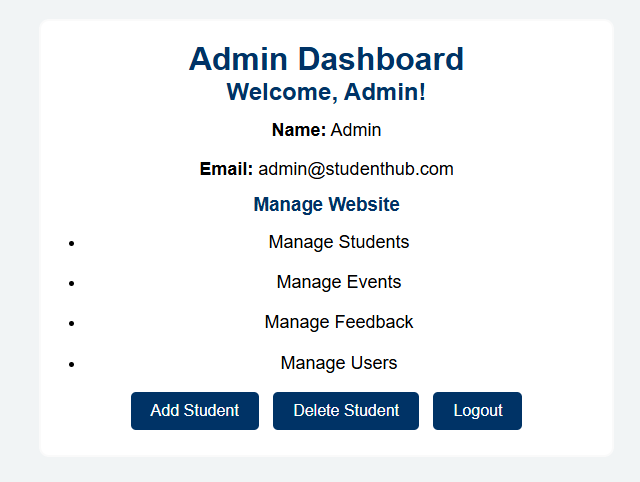 Admin Dashboard
Welcome, Admin!
Name: Admin
Email: admin@studenthub.com
Manage Website
• Manage Students
• Manage Events
• Manage Feedback
• Manage Users
Add Student Delete Student Logout